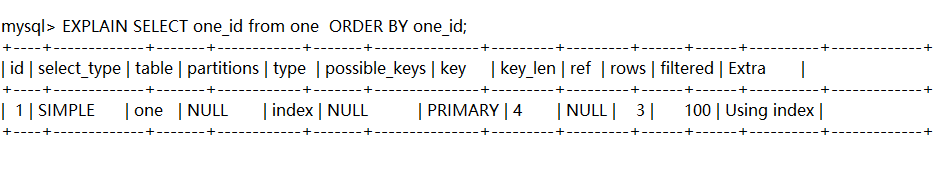 mysql> EXPLAIN SELECT one_id from one  ORDER BY one_id;
+----+-------------+-------+------------+-------+---------------+---------+---------+------+------+----------+-------------+
| id | select_type | table | partitions | type  | possible_keys | key     | key_len | ref  | rows | filtered | Extra       |
+----+-------------+-------+------------+-------+---------------+---------+---------+------+------+----------+-------------+
|  1 | SIMPLE      | one   | NULL       | index | NULL          | PRIMARY | 4       | NULL |    3 |      100 | Using index |
+----+-------------+-------+------------+-------+---------------+---------+---------+------+------+----------+-------------+